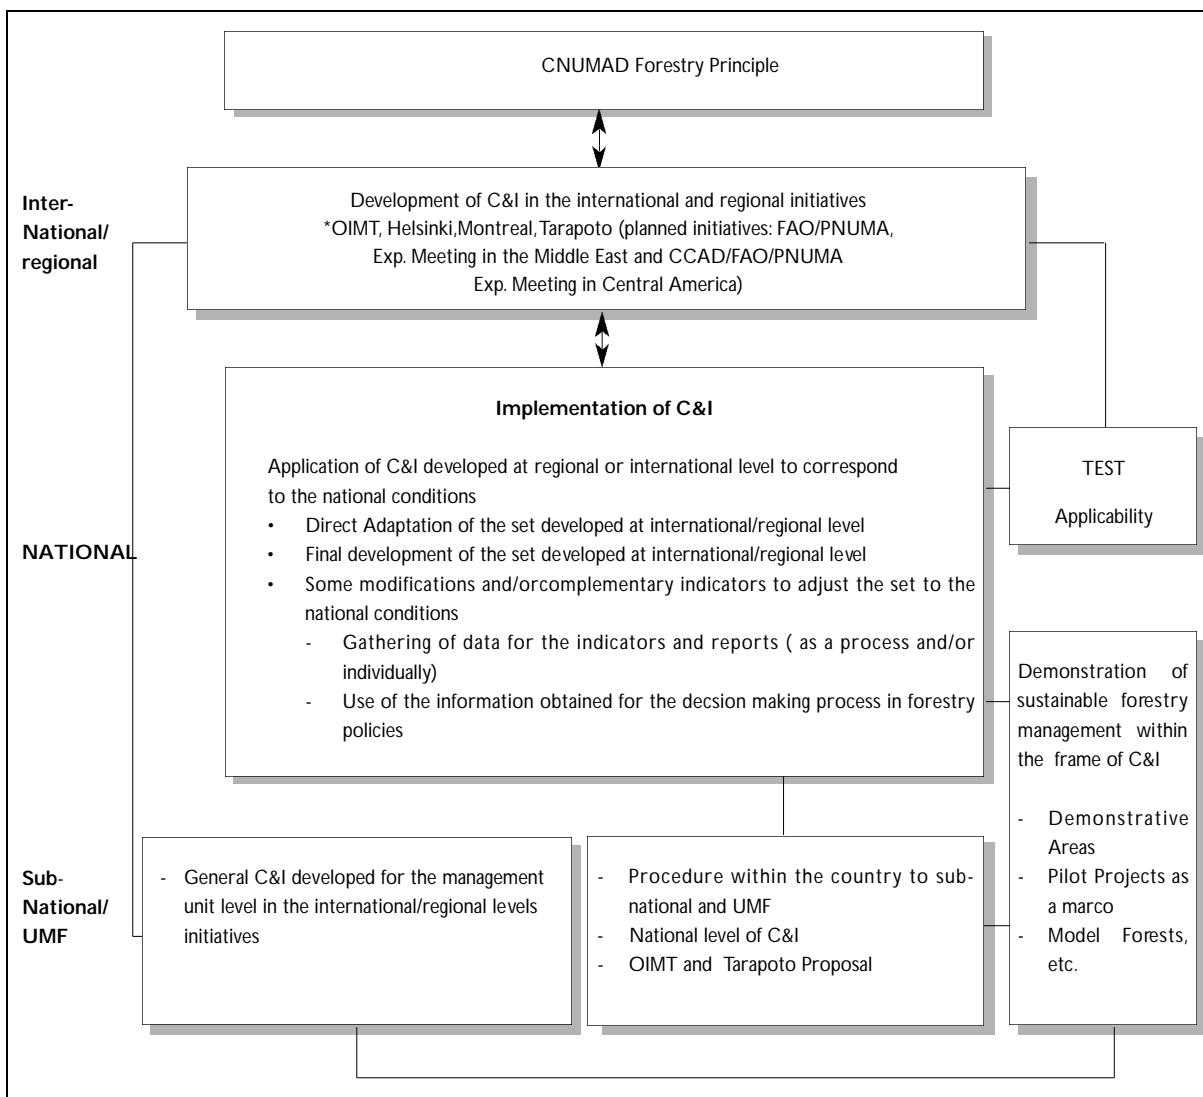 CNUMAD Forestry Principle
Inter-
National/
regional
Development of C&I in the international and regional initiatives
*OIMT, Helsinki,Montreal,Tarapoto (planned initiatives: FAO/PNUMA,
Exp. Meeting in the Middle East and CCAD/FAO/PNUMA
Exp. Meeting in Central America)
Implementation of C&I
Application of C&I developed at regional or international level to correspond
to the national conditions
• Direct Adaptation of the set developed at international/regional level
• Final development of the set developed at international/regional level
• Some modifications and/orcomplementary indicators to adjust the set to the
national conditions
- Gathering of data for the indicators and reports ( as a process and/or
individually)
- Use of the information obtained for the decsion making process in forestry
policies
TEST
Applicability
NATIONAL
Demonstration of
sustainable forestry
management within
the frame of C&I
- Demonstrative
Areas
- Pilot Projects as
a marco
- Model Forests,
etc.
Sub-
National/
UMF
- General C&I developed for the management
unit level in the international/regional levels
initiatives
- Procedure within the country to sub-
national and UMF
- National level of C&I
- OIMT and Tarapoto Proposal